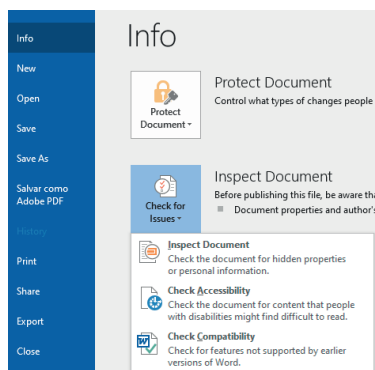 Info
Info
New
Open
Save
Save As
Salvar como
Adobe PDF
History
Print
Share
Export
Close
Protect
Document
Protect Document
Control what types of changes people
Check for
Issues
Inspect Document
Before publishing this file, be aware tha
Document properties and author's
Inspect Document
Check the document for hidden properties
or personal information.
Check Accessibility
Check the document for content that people
with disabilities might find difficult to read.
Check Compatibility
Check for features not supported by earlier
versions of Word.